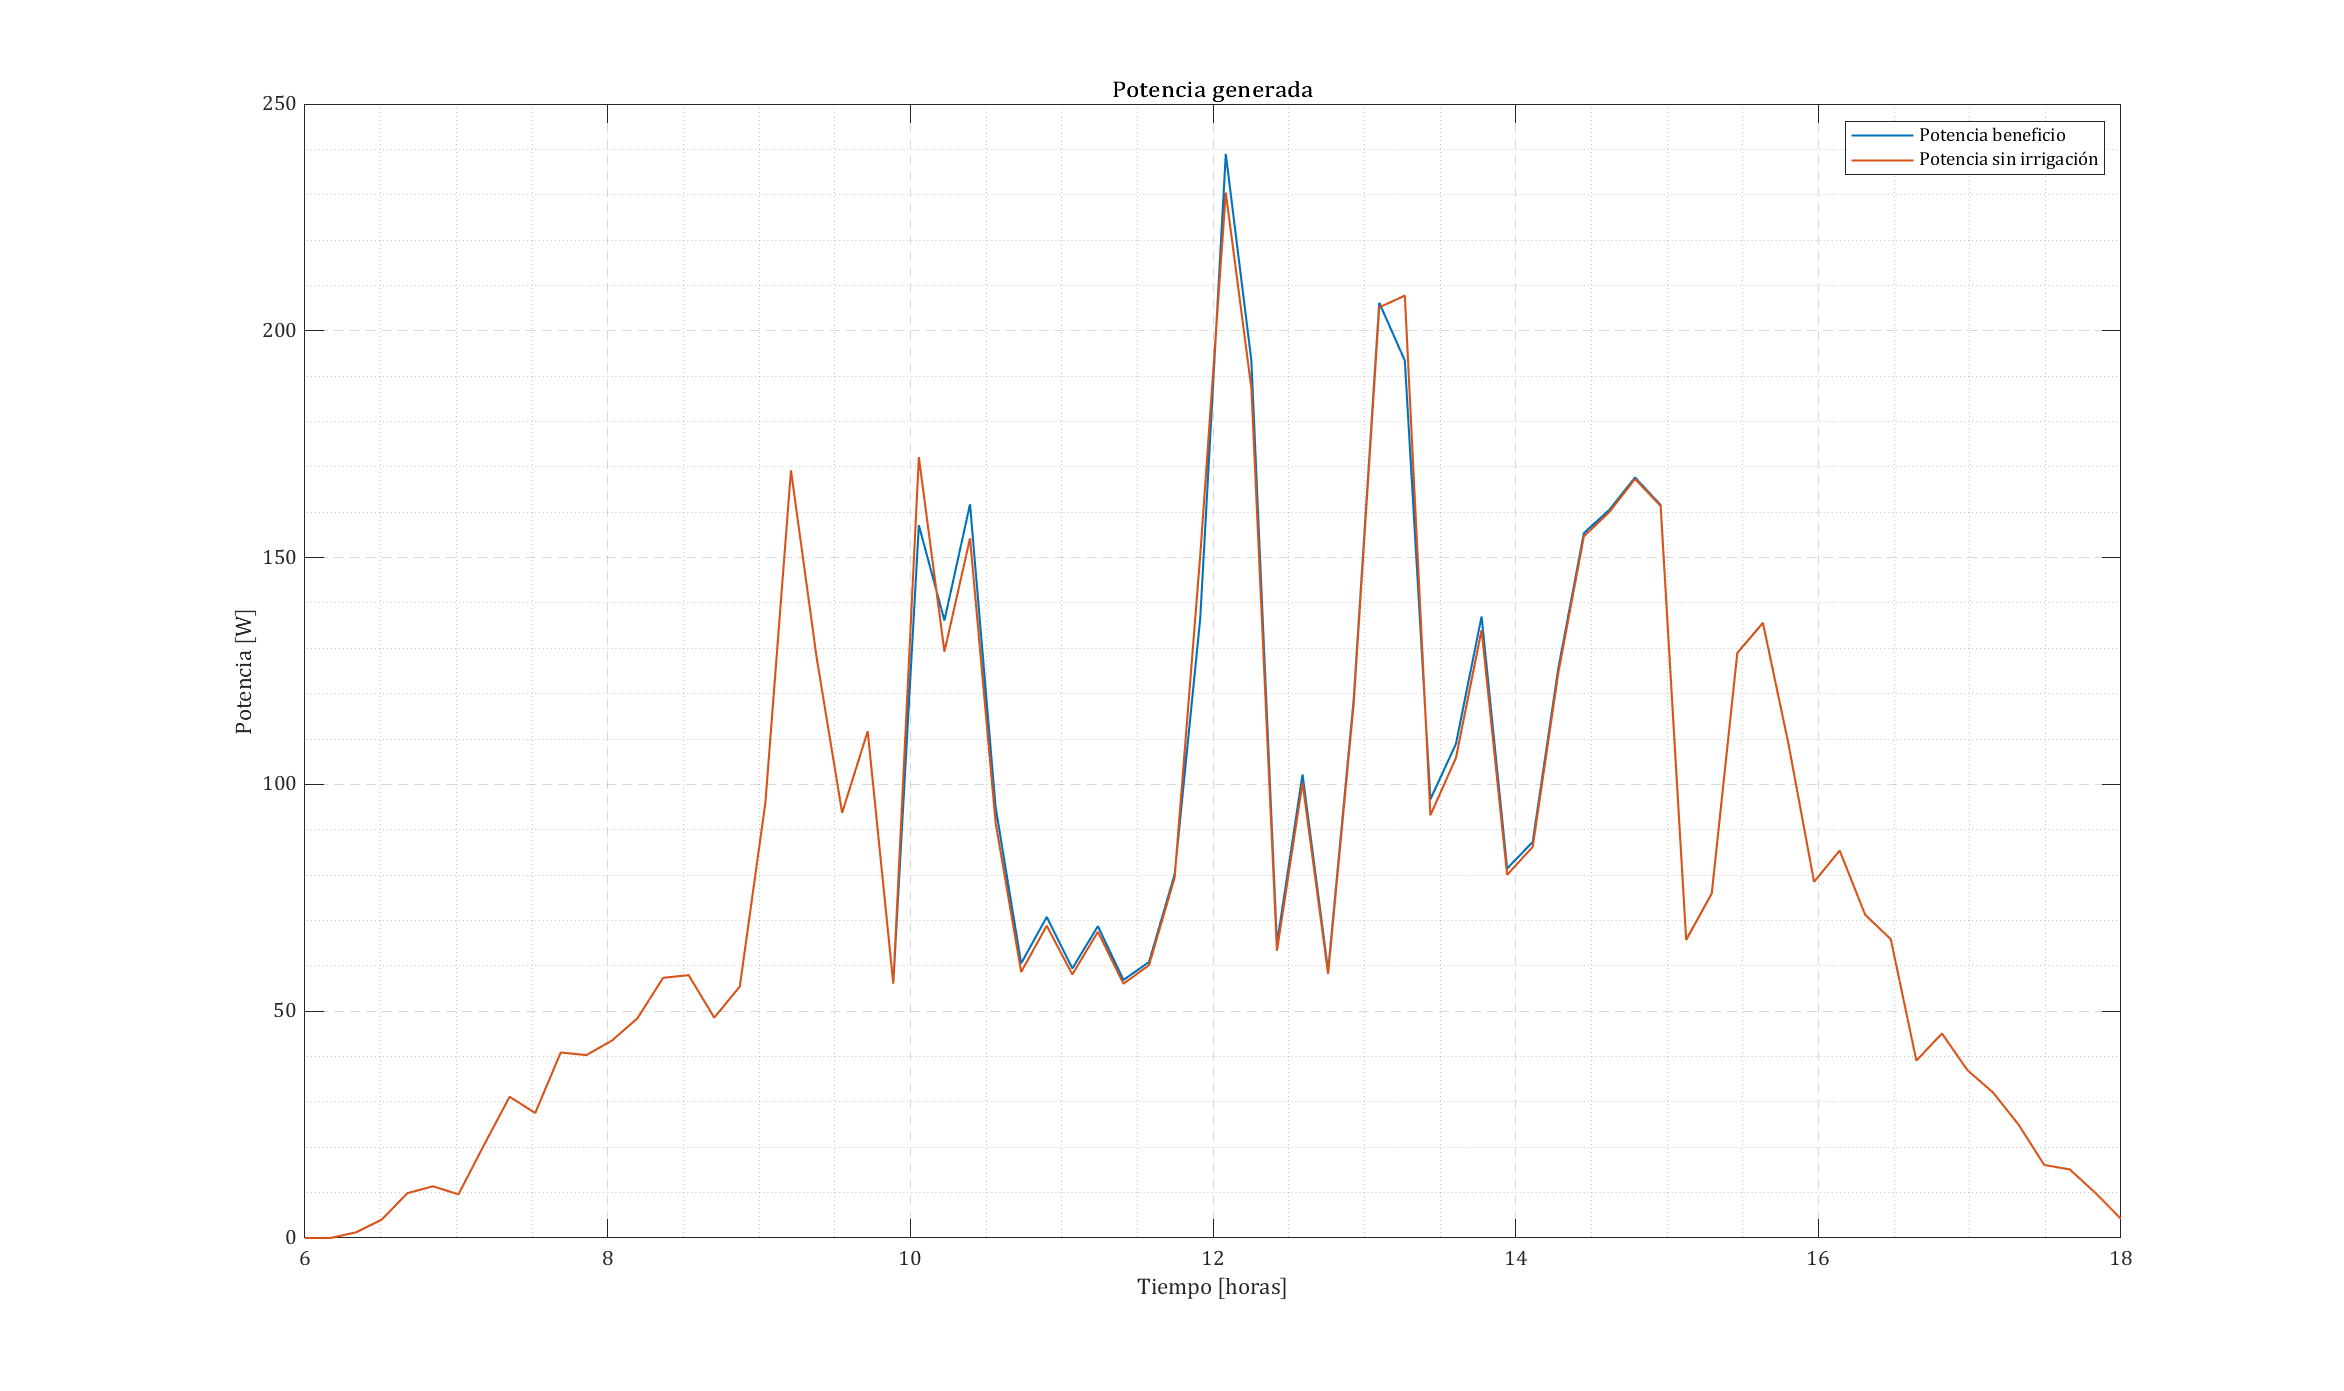 Potencia generada
250
200
150
100
50
0
Potencia [W]
Potencia beneficio
Potencia sin irrigación
6 8 10 12 14 16 18
Tiempo [horas]